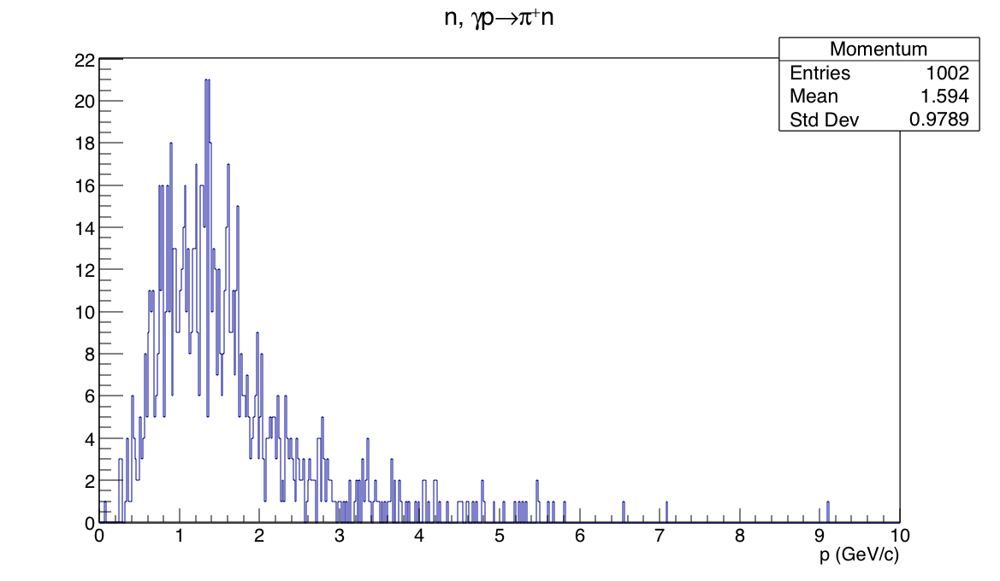 n, γp→π⁺n
Momentum
Entries 1002
Mean 1.594
Std Dev 0.9789
22
20
18
16
14
12
10
8
6
4
2
0
0 1 2 3 4 5 6 7 8 9 10
p (GeV/c)